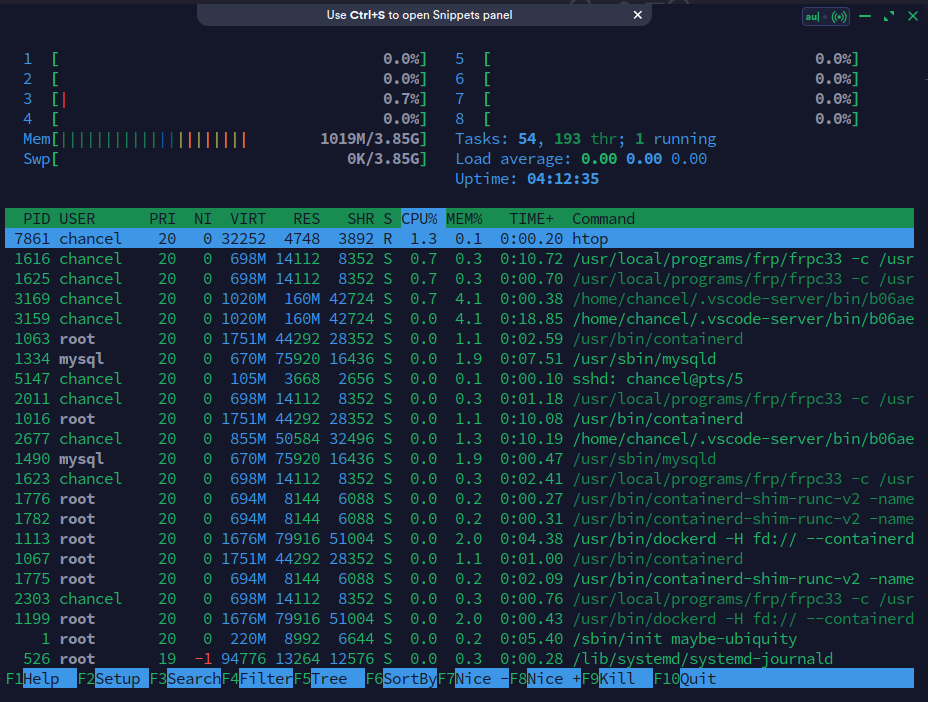 Use Ctrl+S to open Snippets panel ×
au|
1 [ 0.0%] 5 [ 0.0%]
2 [ 0.0%] 6 [ 0.0%]
3 [| 0.7%] 7 [ 0.0%]
4 [ 0.0%] 8 [ 0.0%]
Mem[||||||||||||||||||| 1019M/3.85G] Tasks: 54, 193 thr; 1 running
Swp[ 0K/3.85G] Load average: 0.00 0.00 0.00
Uptime: 04:12:35
PID USER PRI NI VIRT RES SHR S CPU% MEM% TIME+ Command
7861 chancel 20 0 32252 4748 3892 R 1.3 0.1 0:00.20 htop
1616 chancel 20 0 698M 14112 8352 S 0.7 0.3 0:10.72 /usr/local/programs/frp/frpc33 -c /usr
1625 chancel 20 0 698M 14112 8352 S 0.7 0.3 0:00.70 /usr/local/programs/frp/frpc33 -c /usr
3169 chancel 20 0 1020M 160M 42724 S 0.7 4.1 0:00.38 /home/chancel/.vscode-server/bin/b06ae
3159 chancel 20 0 1020M 160M 42724 S 0.0 4.1 0:18.85 /home/chancel/.vscode-server/bin/b06ae
1063 root 20 0 1751M 44292 28352 S 0.0 1.1 0:02.59 /usr/bin/containerd
1334 mysql 20 0 670M 75920 16436 S 0.0 1.9 0:07.51 /usr/sbin/mysqld
5147 chancel 20 0 105M 3668 2656 S 0.0 0.1 0:00.10 sshd: chancel@pts/5
2011 chancel 20 0 698M 14112 8352 S 0.0 0.3 0:01.18 /usr/local/programs/frp/frpc33 -c /usr
1016 root 20 0 1751M 44292 28352 S 0.0 1.1 0:10.08 /usr/bin/containerd
2677 chancel 20 0 855M 50584 32496 S 0.0 1.3 0:10.19 /home/chancel/.vscode-server/bin/b06ae
1490 mysql 20 0 670M 75920 16436 S 0.0 1.9 0:00.47 /usr/sbin/mysqld
1623 chancel 20 0 698M 14112 8352 S 0.0 0.3 0:02.41 /usr/local/programs/frp/frpc33 -c /usr
1776 root 20 0 694M 8144 6088 S 0.0 0.2 0:00.27 /usr/bin/containerd-shim-runc-v2 -name
1782 root 20 0 694M 8144 6088 S 0.0 0.2 0:00.31 /usr/bin/containerd-shim-runc-v2 -name
1113 root 20 0 1676M 79916 51004 S 0.0 2.0 0:04.38 /usr/bin/dockerd -H fd:// --containerd
1067 root 20 0 1751M 44292 28352 S 0.0 1.1 0:01.00 /usr/bin/containerd
1775 root 20 0 694M 8144 6088 S 0.0 0.2 0:02.09 /usr/bin/containerd-shim-runc-v2 -name
2303 chancel 20 0 698M 14112 8352 S 0.0 0.3 0:00.76 /usr/local/programs/frp/frpc33 -c /usr
1199 root 20 0 1676M 79916 51004 S 0.0 2.0 0:00.43 /usr/bin/dockerd -H fd:// --containerd
1 root 20 0 220M 8992 6644 S 0.0 0.2 0:05.40 /sbin/init maybe-ubiquity
526 root 19 -1 94776 13264 12576 S 0.0 0.3 0:00.28 /lib/systemd/systemd-journald
F1Help F2Setup F3SearchF4FilterF5Tree F6SortByF7Nice -F8Nice +F9Kill F10Quit